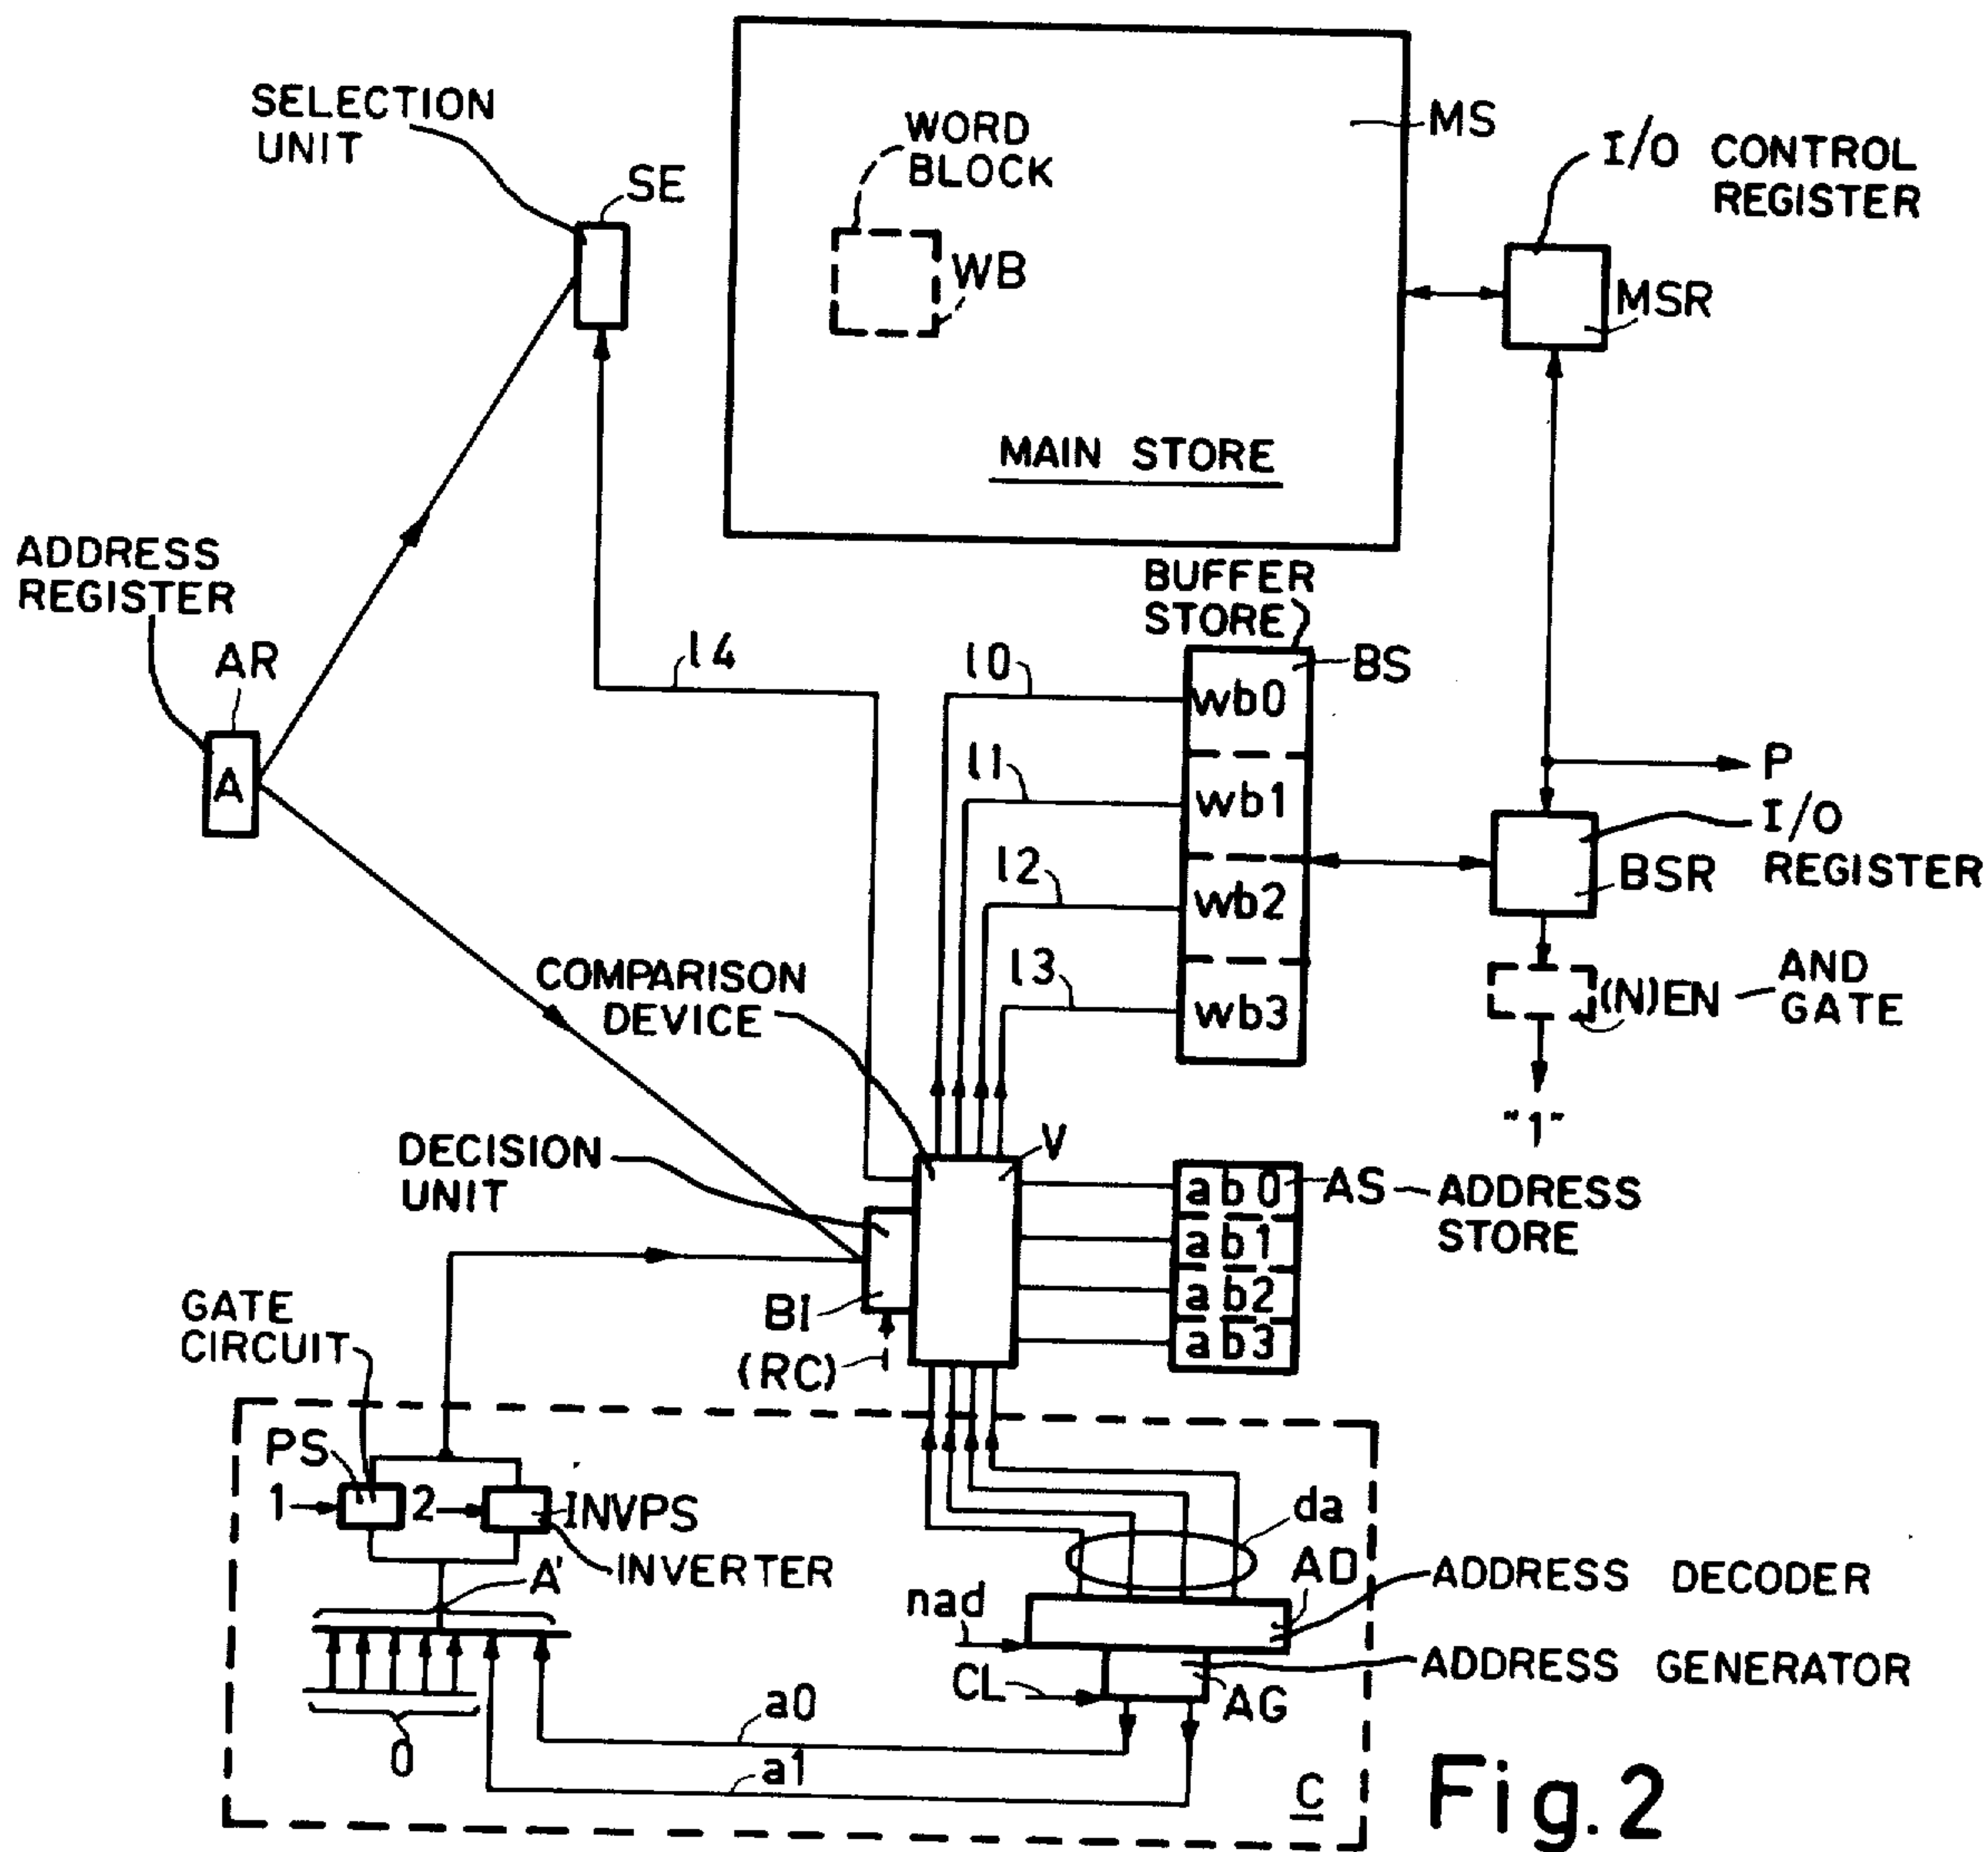 SELECTION
UNIT
SE
WORD
BLOCK
WB
MS
MAIN STORE
I/O CONTROL
REGISTER
MSR
ADDRESS
REGISTER
AR
A
l4
BUFFER
STORE
BS
l0
wb0
l1
wb1
l2
wb2
l3
wb3
P
I/O
REGISTER
BSR
(N)EN
AND
GATE
"1"
COMPARISON
DEVICE
V
DECISION
UNIT
BI
(RC)
ab0
ab1
ab2
ab3
AS
ADDRESS
STORE
GATE
CIRCUIT
PS
1
2
INVPS
INVERTER
A'
0
a0
a1
da
AD
ADDRESS DECODER
nad
CL
AG
ADDRESS GENERATOR
C
Fig.2